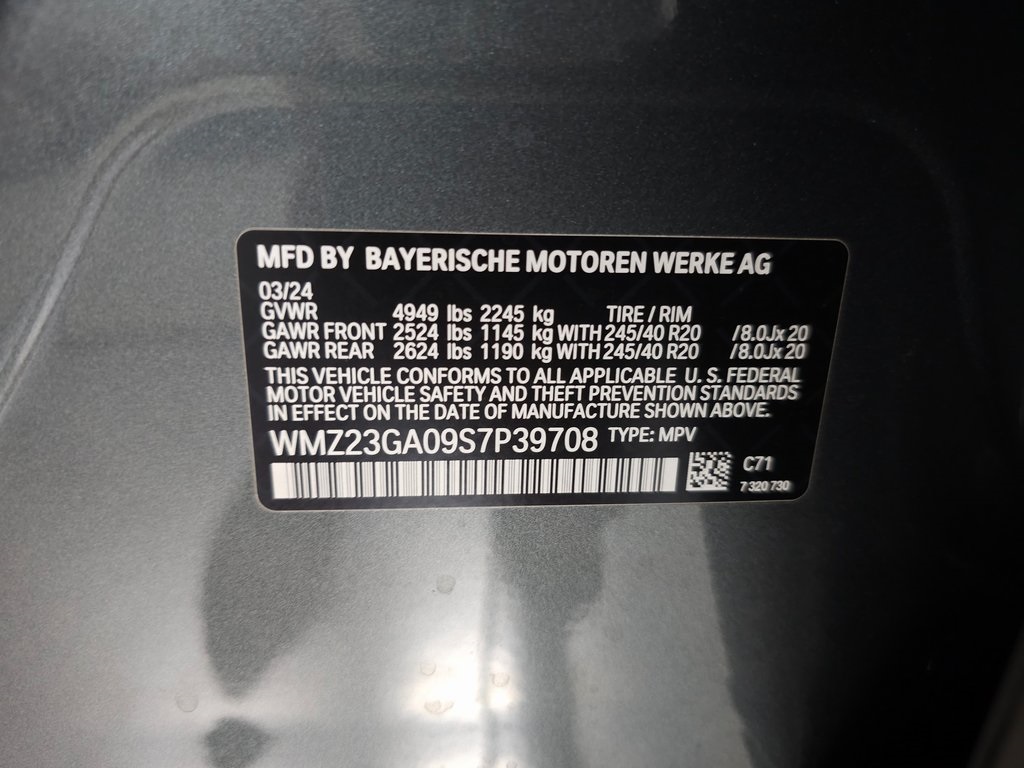 MFD BY BAYERISCHE MOTOREN WERKE AG
03/24
GVWR 4949 lbs 2245 kg TIRE / RIM
GAWR FRONT 2524 lbs 1145 kg WITH 245/40 R20 /8.0Jx20
GAWR REAR 2624 lbs 1190 kg WITH 245/40 R20 /8.0Jx20
THIS VEHICLE CONFORMS TO ALL APPLICABLE U. S. FEDERAL
MOTOR VEHICLE SAFETY AND THEFT PREVENTION STANDARDS
IN EFFECT ON THE DATE OF MANUFACTURE SHOWN ABOVE.
WMZ23GA09S7P39708 TYPE: MPV
C71
7 320 730